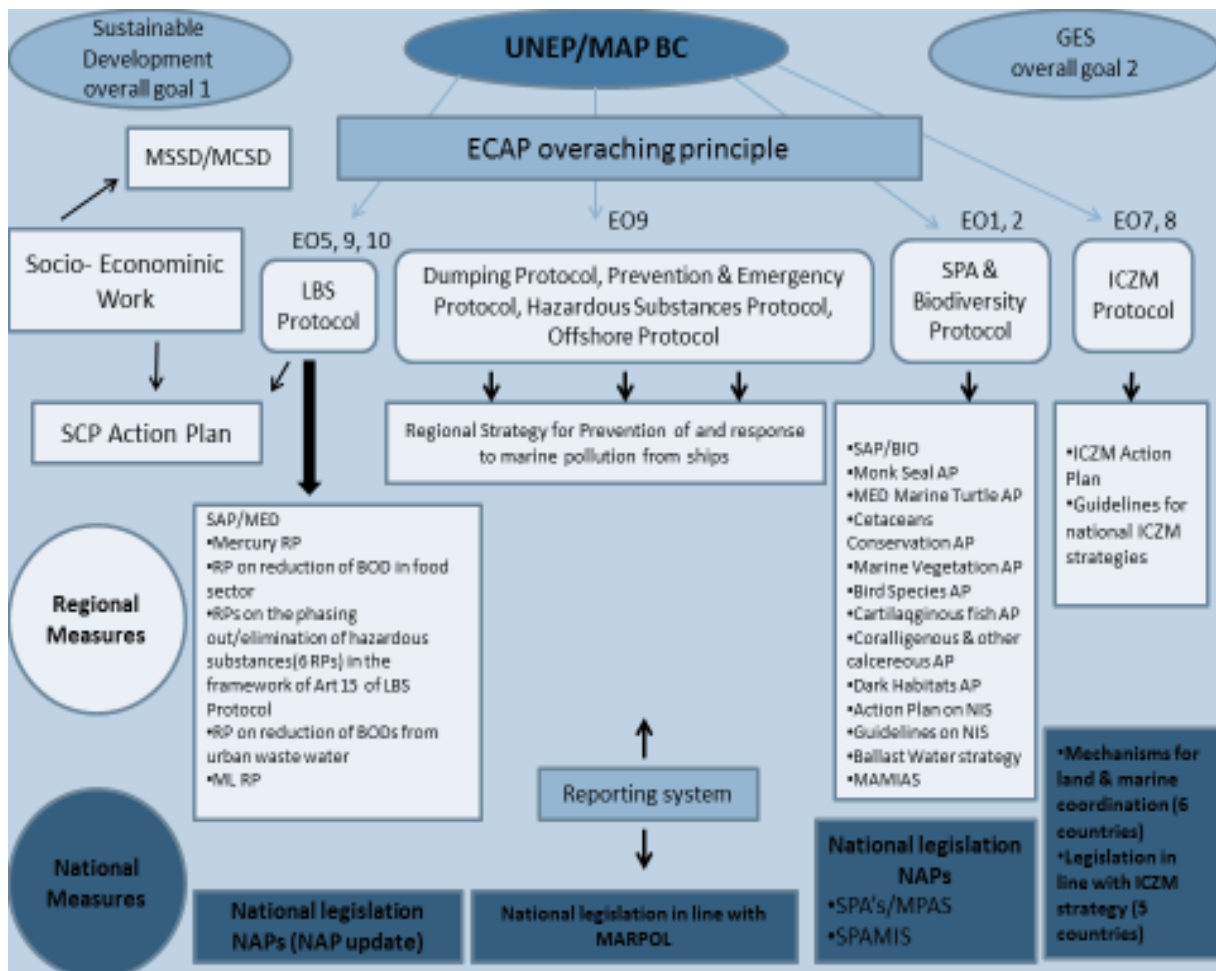 Sustainable
Development
overall goal 1
UNEP/MAP BC
GES
overall goal 2
ECAP overaching principle
MSSD/MCSD
Socio- Econominic
Work
SCP Action Plan
EO5, 9, 10
LBS
Protocol
EO9
Dumping Protocol, Prevention & Emergency
Protocol, Hazardous Substances Protocol,
Offshore Protocol
EO1, 2
SPA &
Biodiversity
Protocol
EO7, 8
ICZM
Protocol
Regional Strategy for Prevention of and response
to marine pollution from ships
•SAP/BIO
•Monk Seal AP
•MED Marine Turtle AP
•Cetaceans
Conservation AP
•Marine Vegetation AP
•Bird Species AP
•Cartilaqginous fish AP
•Coralligenous & other
calcereous AP
•Dark Habitats AP
•Action Plan on NIS
•Guidelines on NIS
•Ballast Water strategy
•MAMIAS
•ICZM Action
Plan
•Guidelines for
national ICZM
strategies
Regional
Measures
SAP/MED
•Mercury RP
•RP on reduction of BOD in food
sector
•RPs on the phasing
out/elimination of hazardous
substances(6 RPs) in the
framework of Art 15 of LBS
Protocol
•RP on reduction of BODs from
urban waste water
•ML RP
Reporting system
National
Measures
National legislation
NAPs (NAP update)
National legislation in line with
MARPOL
National legislation
NAPs
•SPA's/MPAS
•SPAMIS
•Mechanisms for
land & marine
coordination (6
countries)
•Legislation in
line with ICZM
strategy (5
countries)